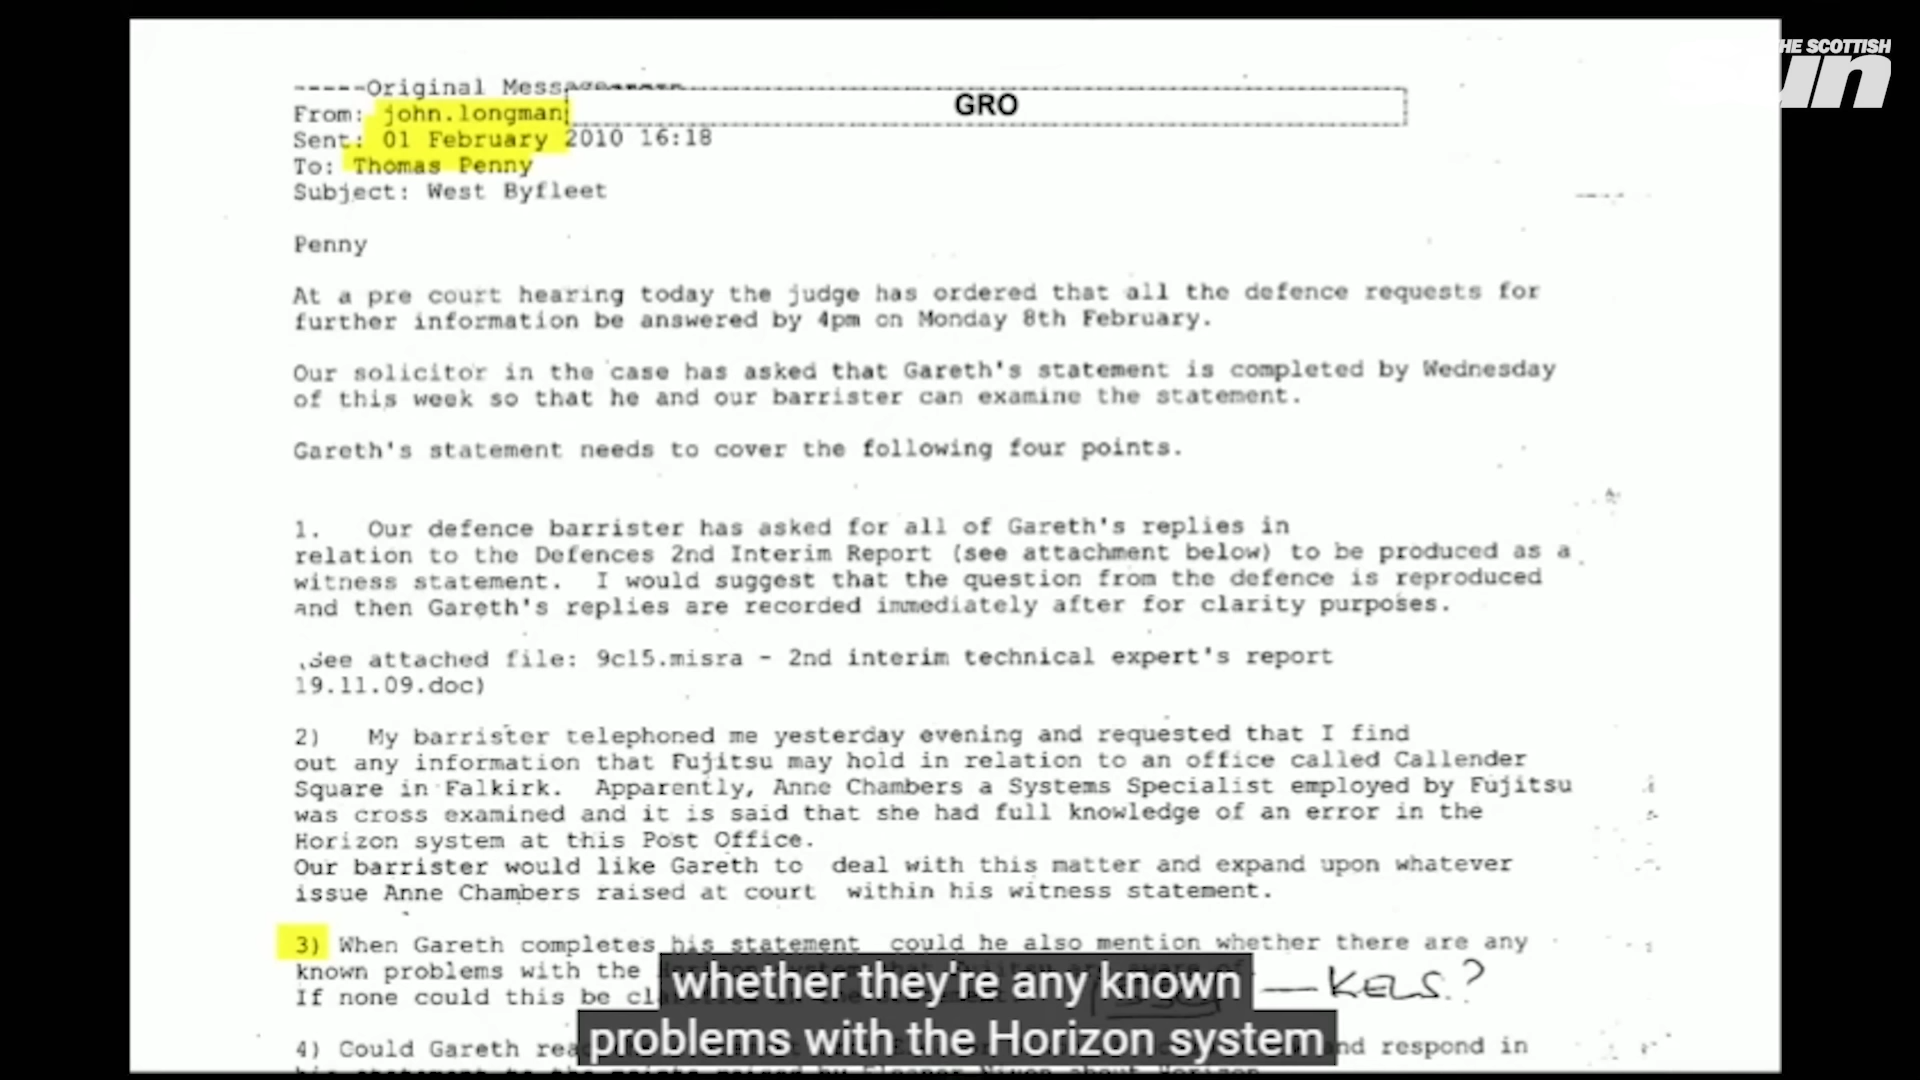 HE SCOTTISH
un
-----Original Message-----
From: john.longman
GRO
Sent: 01 February 2010 16:18
To: Thomas Penny
Subject: West Byfleet
Penny
At a pre court hearing today the judge has ordered that all the defence requests for
further information be answered by 4pm on Monday 8th February.
Our solicitor in the case has asked that Gareth's statement is completed by Wednesday
of this week so that he and our barrister can examine the statement.
Gareth's statement needs to cover the following four points.
1. Our defence barrister has asked for all of Gareth's replies in
relation to the Defences 2nd Interim Report (see attachment below) to be produced as a
witness statement. I would suggest that the question from the defence is reproduced
and then Gareth's replies are recorded immediately after for clarity purposes.
(See attached file: 9c15.misra - 2nd interim technical expert's report
19.11.09.doc)
2) My barrister telephoned me yesterday evening and requested that I find
out any information that Fujitsu may hold in relation to an office called Callender
Square in Falkirk. Apparently, Anne Chambers a Systems Specialist employed by Fujitsu
was cross examined and it is said that she had full knowledge of an error in the
Horizon system at this Post Office.
Our barrister would like Gareth to deal with this matter and expand upon whatever
issue Anne Chambers raised at court within his witness statement.
3) When Gareth completes his statement could he also mention whether there are any
known problems with the
If none could this be
— KELS.?
4) Could Gareth and respond in
whether they're any known
problems with the Horizon system